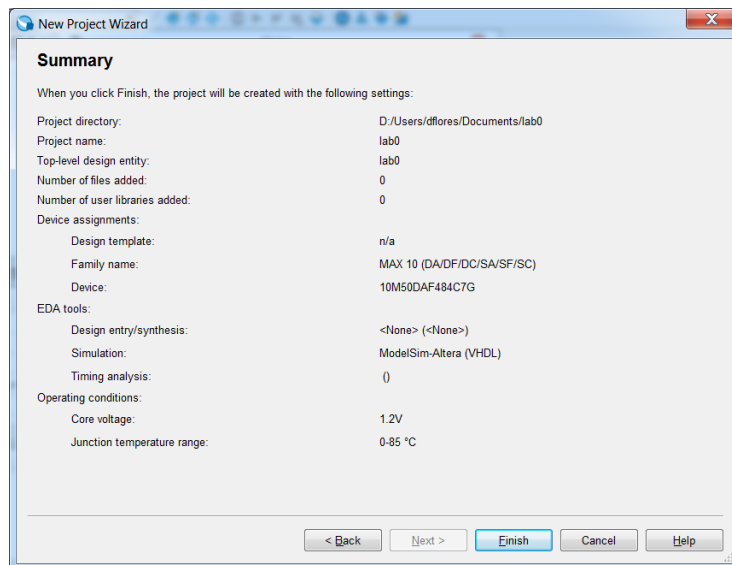 New Project Wizard
Summary
When you click Finish, the project will be created with the following settings:
Project directory: D:/Users/dflores/Documents/lab0
Project name: lab0
Top-level design entity: lab0
Number of files added: 0
Number of user libraries added: 0
Device assignments:
Design template: n/a
Family name: MAX 10 (DA/DF/DC/SA/SF/SC)
Device: 10M50DAF484C7G
EDA tools:
Design entry/synthesis: <None> (<None>)
Simulation: ModelSim-Altera (VHDL)
Timing analysis: ()
Operating conditions:
Core voltage: 1.2V
Junction temperature range: 0-85 °C
< Back Next > Finish Cancel Help